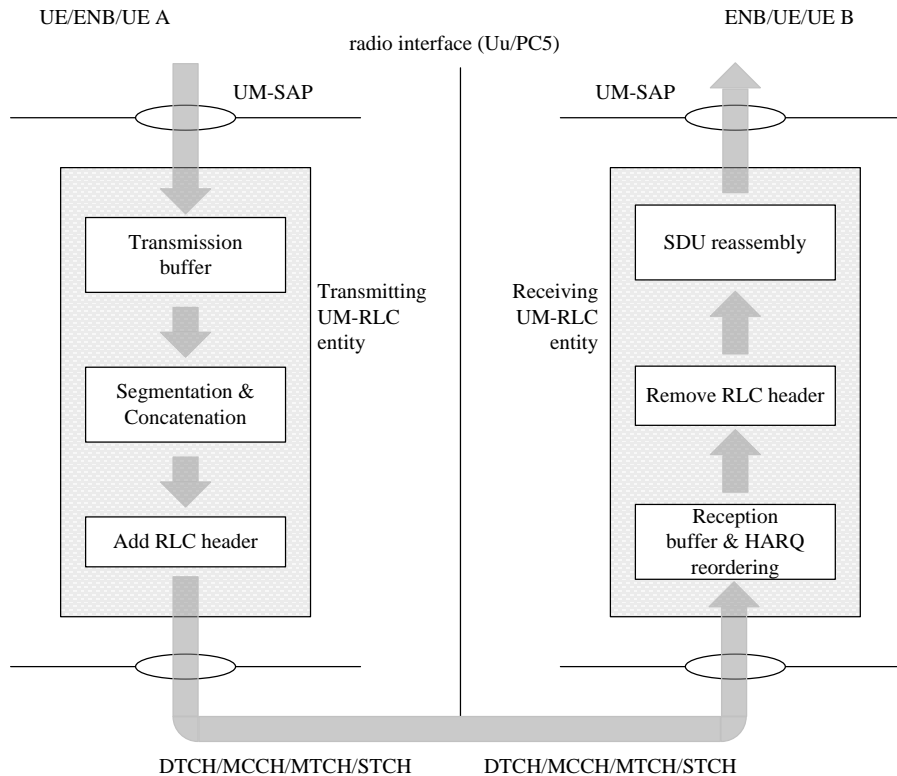 UE/ENB/UE A
ENB/UE/UE B
radio interface (Uu/PC5)
UM-SAP
UM-SAP
Transmission
buffer
Transmitting
UM-RLC
entity
Segmentation &
Concatenation
Add RLC header
SDU reassembly
Receiving
UM-RLC
entity
Remove RLC header
Reception
buffer & HARQ
reordering
DTCH/MCCH/MTCH/STCH
DTCH/MCCH/MTCH/STCH